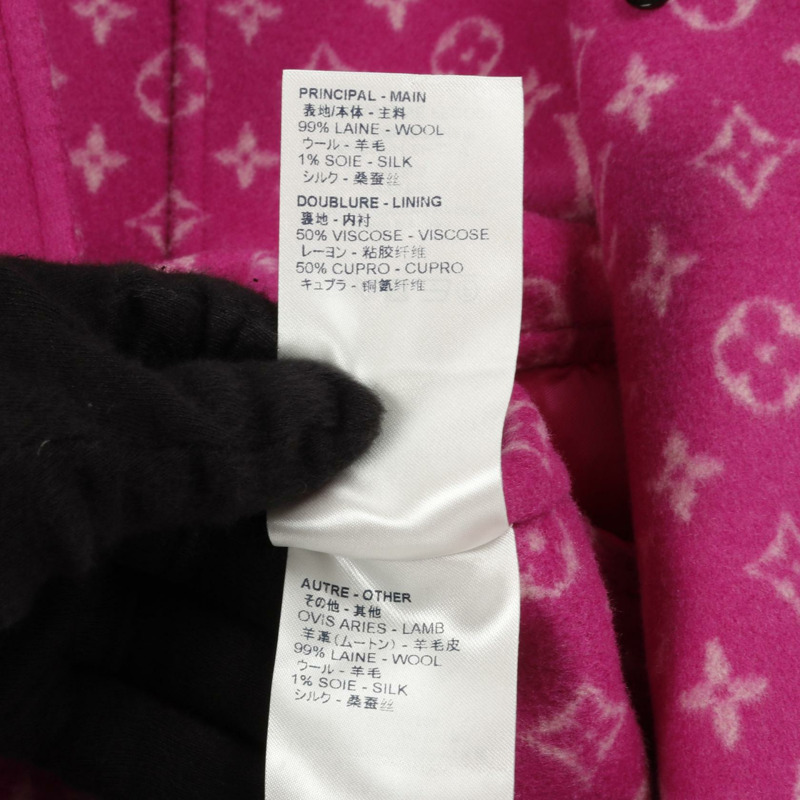 PRINCIPAL - MAIN
表地/本体 - 主料
99% LAINE - WOOL
ウール - 羊毛
1% SOIE - SILK
シルク - 桑蚕丝
DOUBLURE - LINING
裏地 - 内衬
50% VISCOSE - VISCOSE
レーヨン - 粘胶纤维
50% CUPRO - CUPRO
キュプラ - 铜氨纤维
AUTRE - OTHER
その他 - 其他
OVIS ARIES - LAMB
羊革(ムートン) - 羊毛皮
99% LAINE - WOOL
ウール - 羊毛
1% SOIE - SILK
シルク - 桑蚕丝